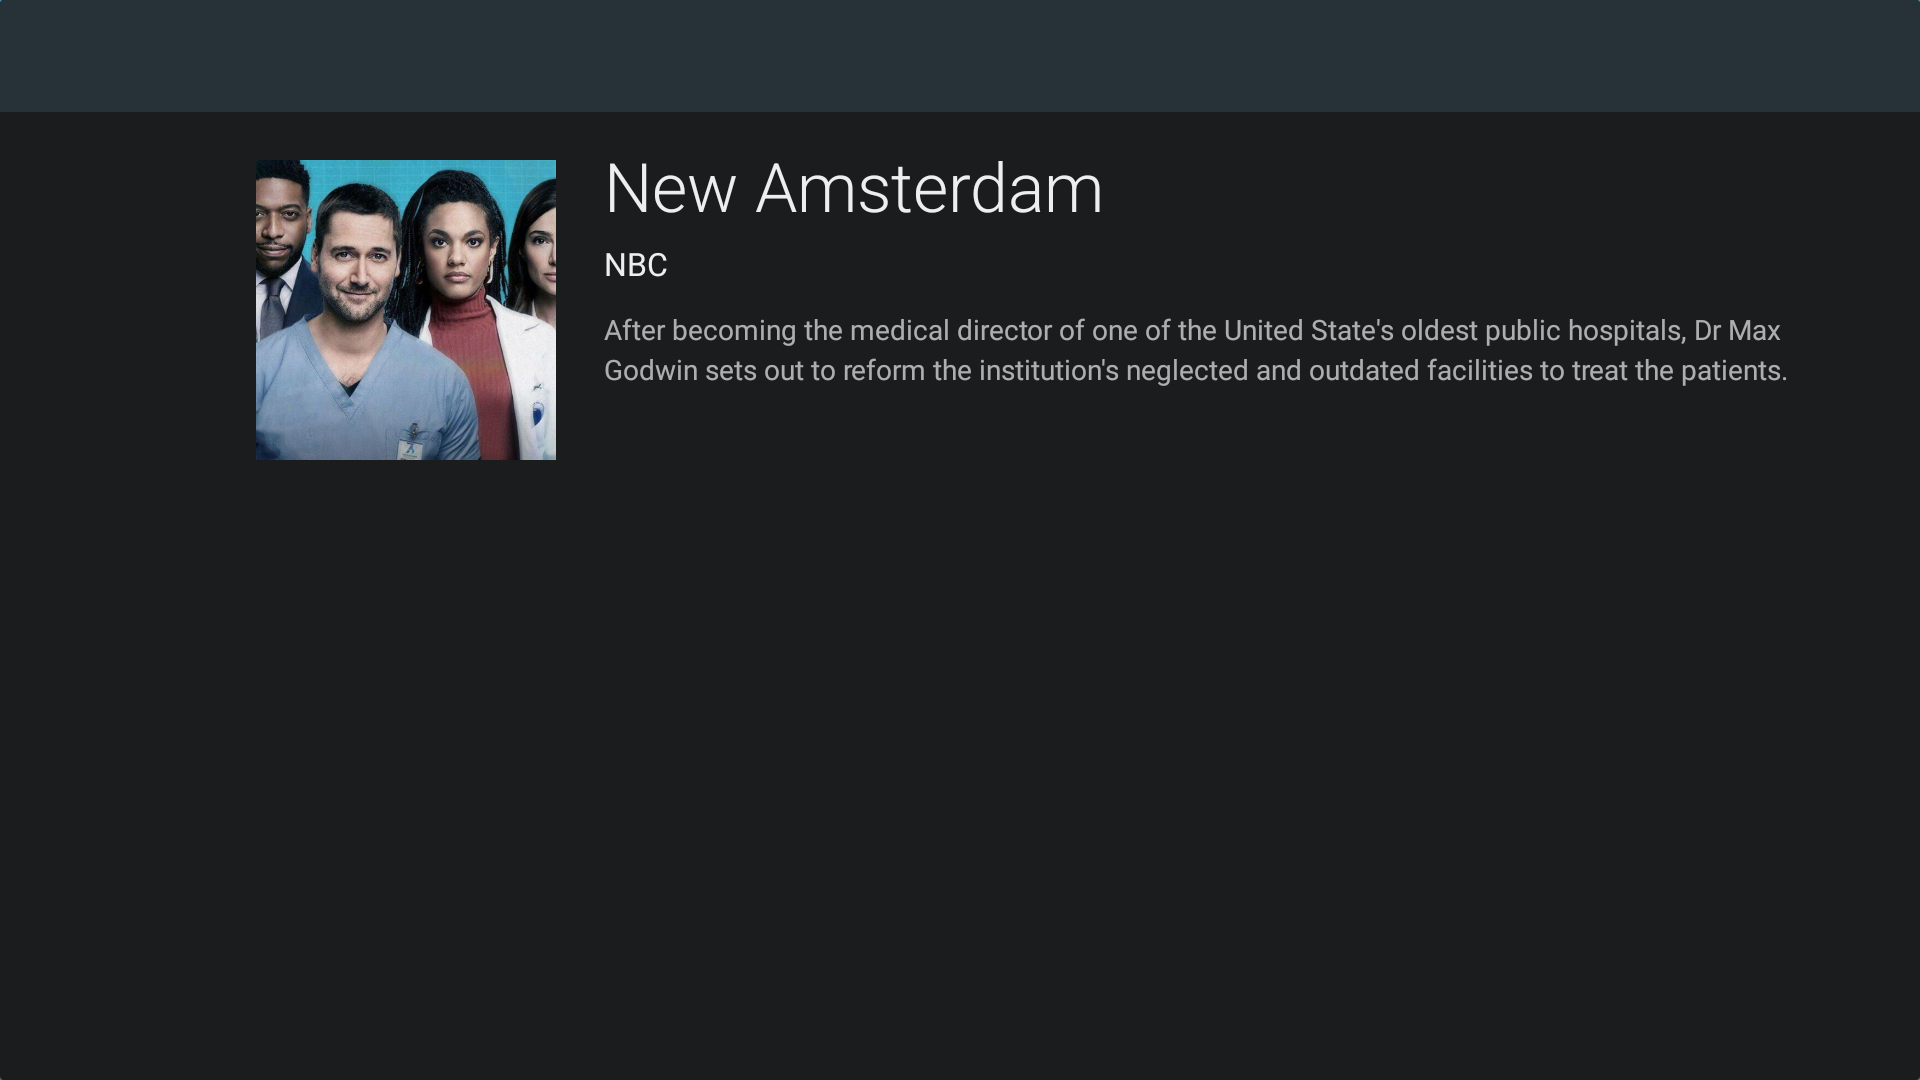 New Amsterdam
NBC
After becoming the medical director of one of the United State's oldest public hospitals, Dr Max
Godwin sets out to reform the institution's neglected and outdated facilities to treat the patients.